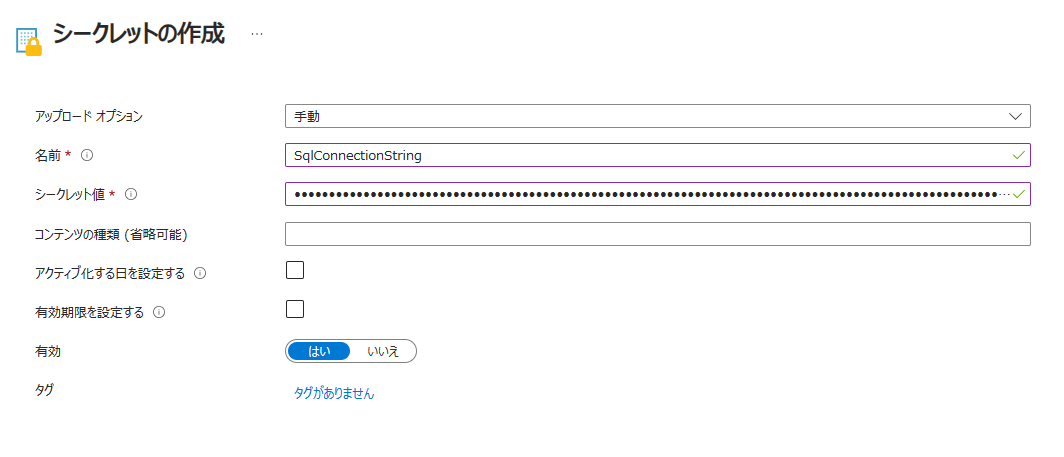 シークレットの作成 …
アップロード オプション
手動
名前 *
SqlConnectionString
シークレット値 *
コンテンツの種類 (省略可能)
アクティブ化する日を設定する
有効期限を設定する
有効
はい
いいえ
タグ
タグがありません